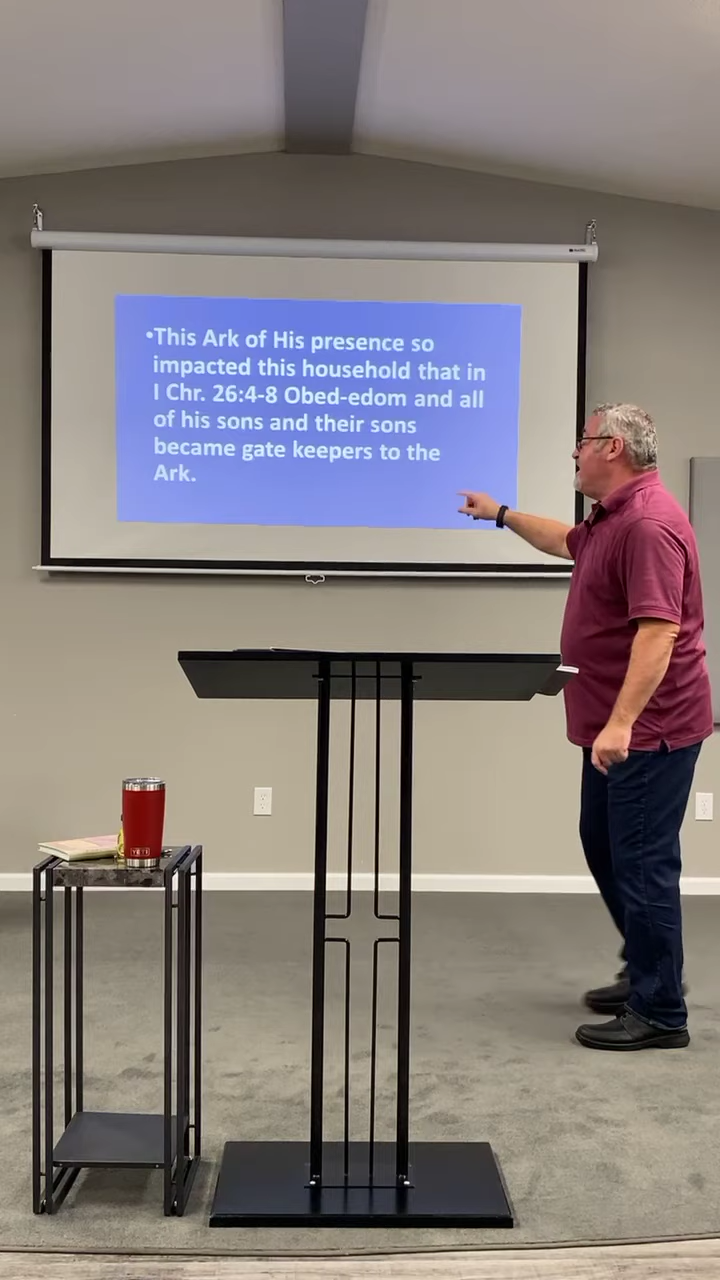 •This Ark of His presence so
impacted this household that in
I Chr. 26:4-8 Obed-edom and all
of his sons and their sons
became gate keepers to the
Ark.
YETI